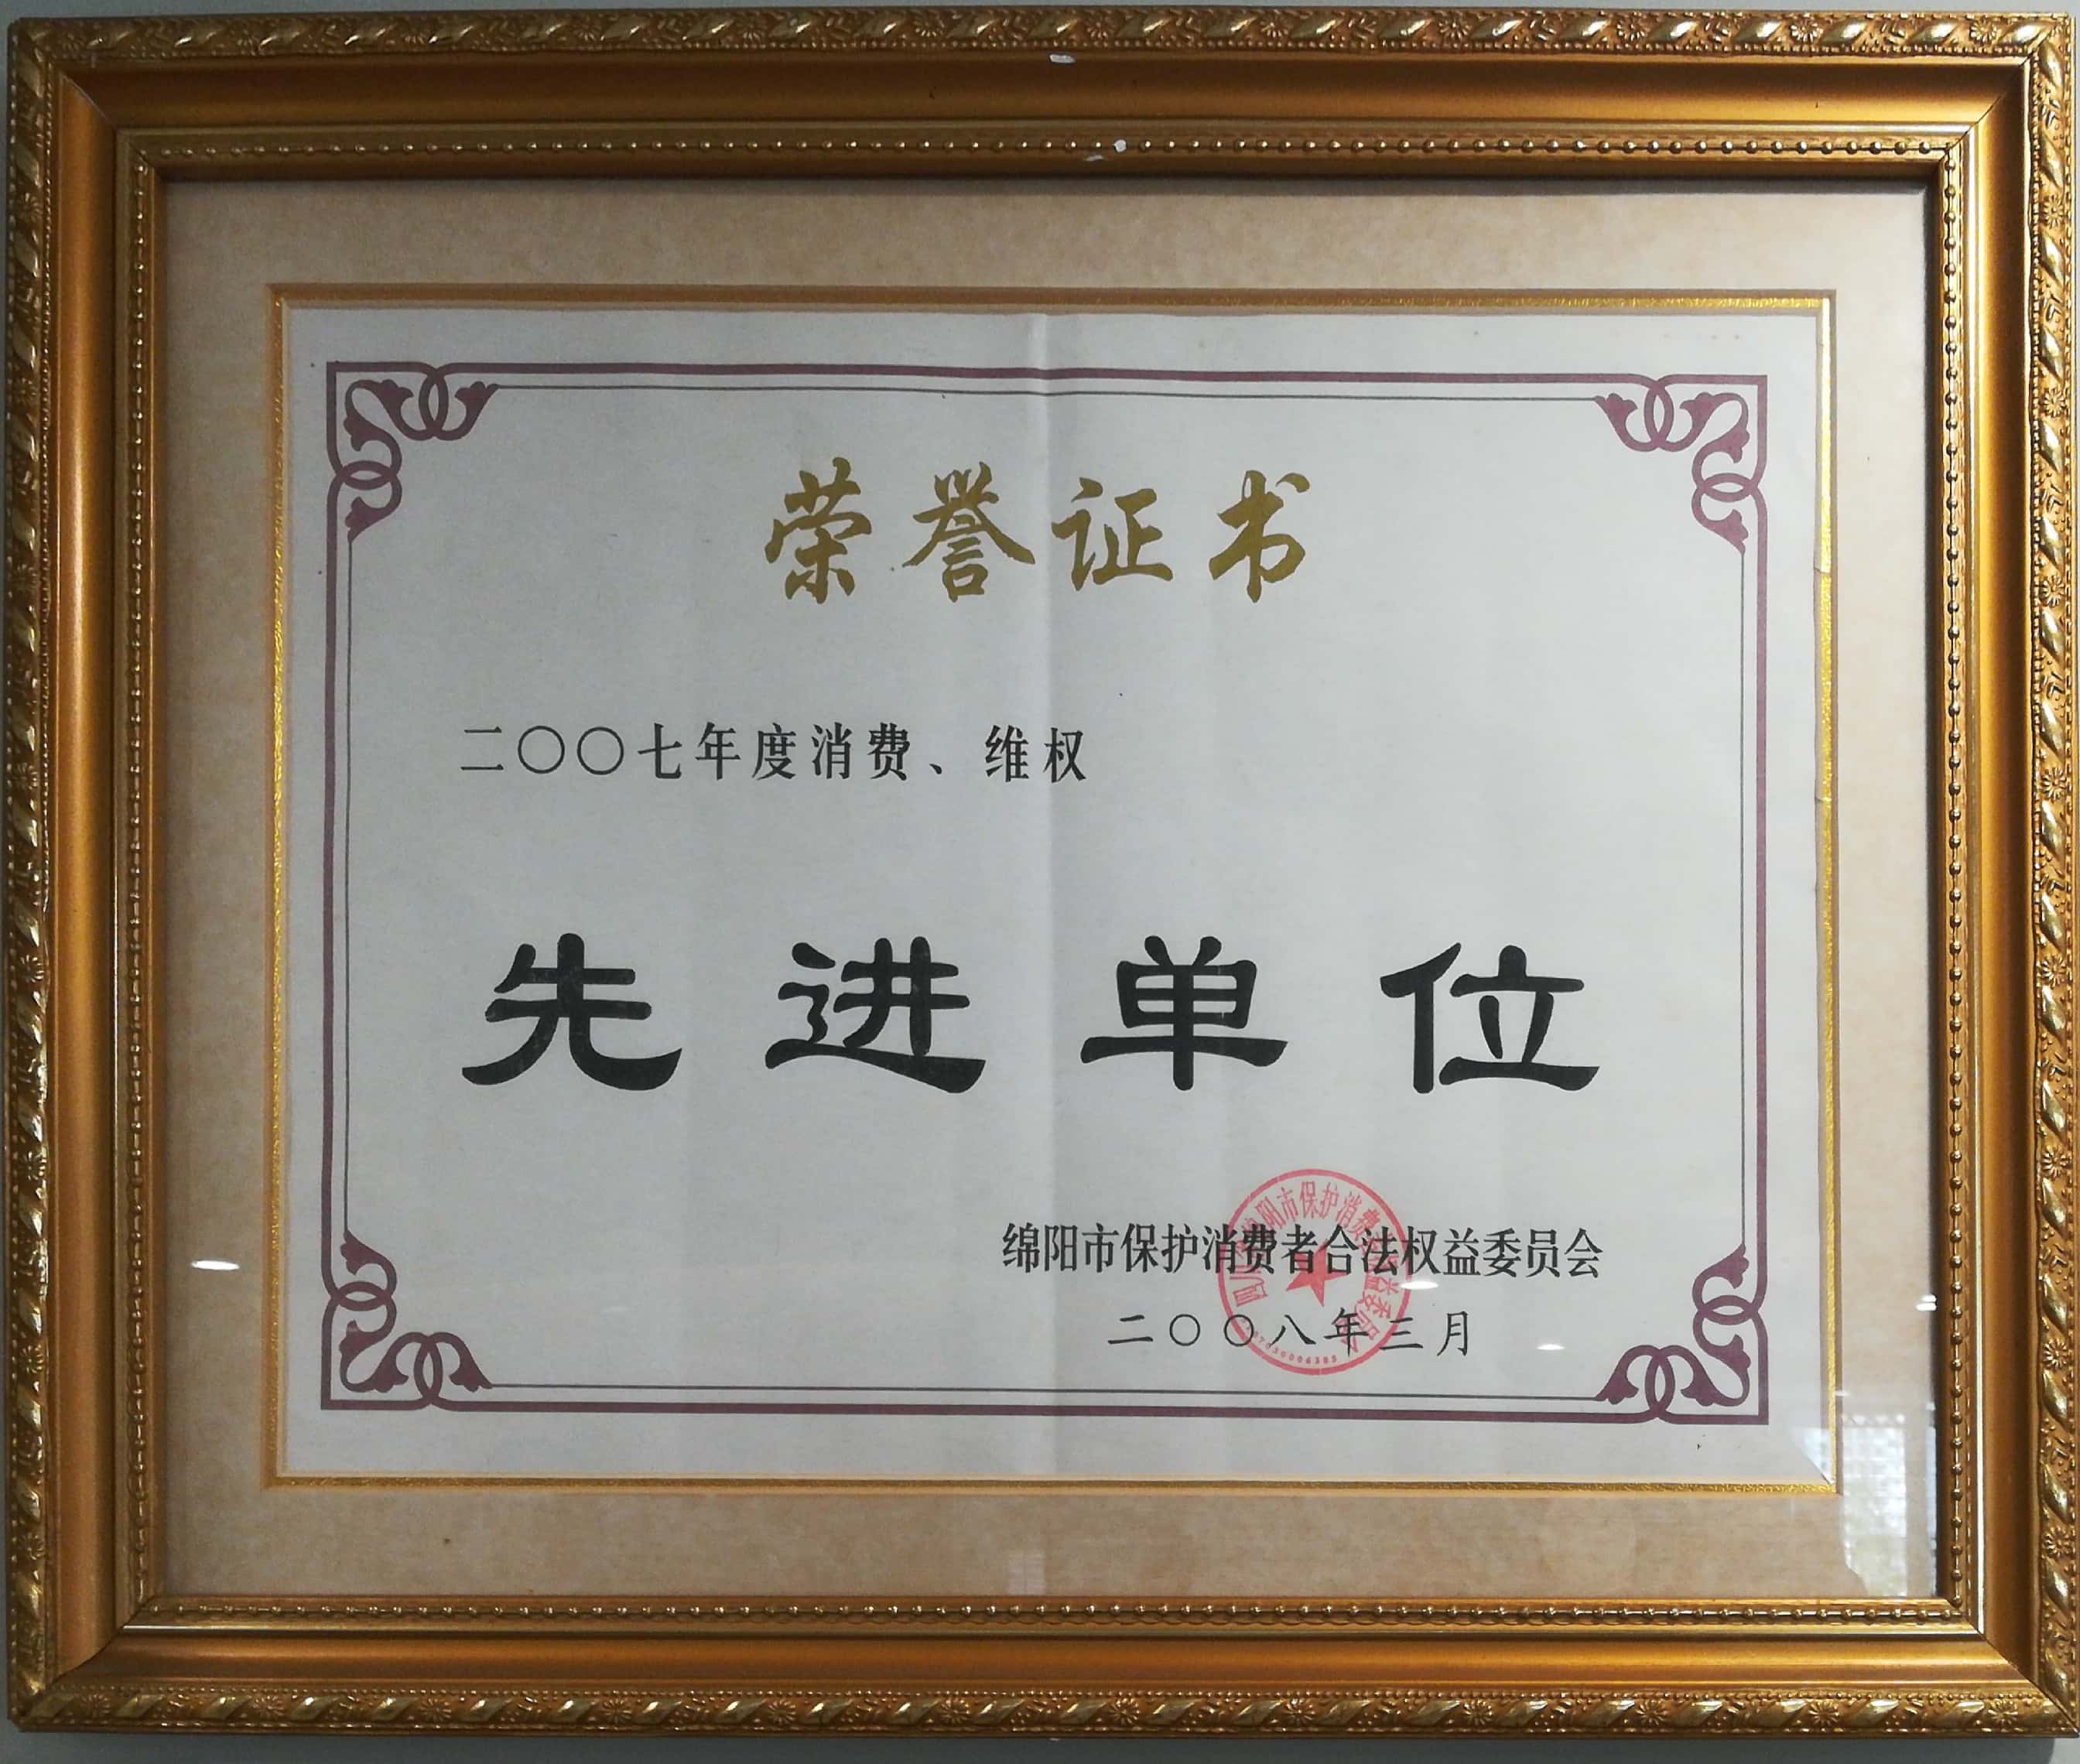 荣誉证书
二〇〇七年度消费、维权
先进单位
绵阳市保护消费者合法权益委员会
二〇〇八年三月